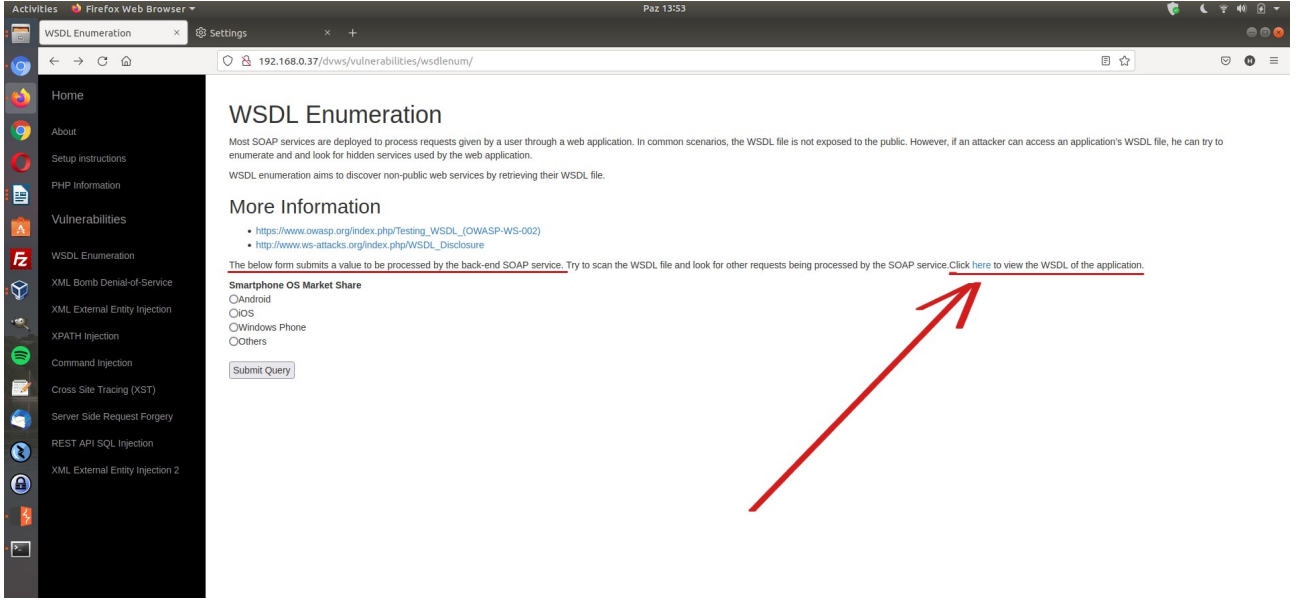 Activities
Firefox Web Browser
Paz 13:53
WSDL Enumeration
Settings
192.168.0.37/dvws/vulnerabilities/wsdlenum/
Home
About
Setup instructions
PHP Information
Vulnerabilities
WSDL Enumeration
XML Bomb Denial-of-Service
XML External Entity Injection
XPATH Injection
Command Injection
Cross Site Tracing (XST)
Server Side Request Forgery
REST API SQL Injection
XML External Entity Injection 2
WSDL Enumeration
Most SOAP services are deployed to process requests given by a user through a web application. In common scenarios, the WSDL file is not exposed to the public. However, if an attacker can access an application's WSDL file, he can try to
enumerate and and look for hidden services used by the web application.
WSDL enumeration aims to discover non-public web services by retrieving their WSDL file.
More Information
https://www.owasp.org/index.php/Testing_WSDL_(OWASP-WS-002)
http://www.ws-attacks.org/index.php/WSDL_Disclosure
The below form submits a value to be processed by the back-end SOAP service. Try to scan the WSDL file and look for other requests being processed by the SOAP service.Click here to view the WSDL of the application.
Smartphone OS Market Share
Android
iOS
Windows Phone
Others
Submit Query